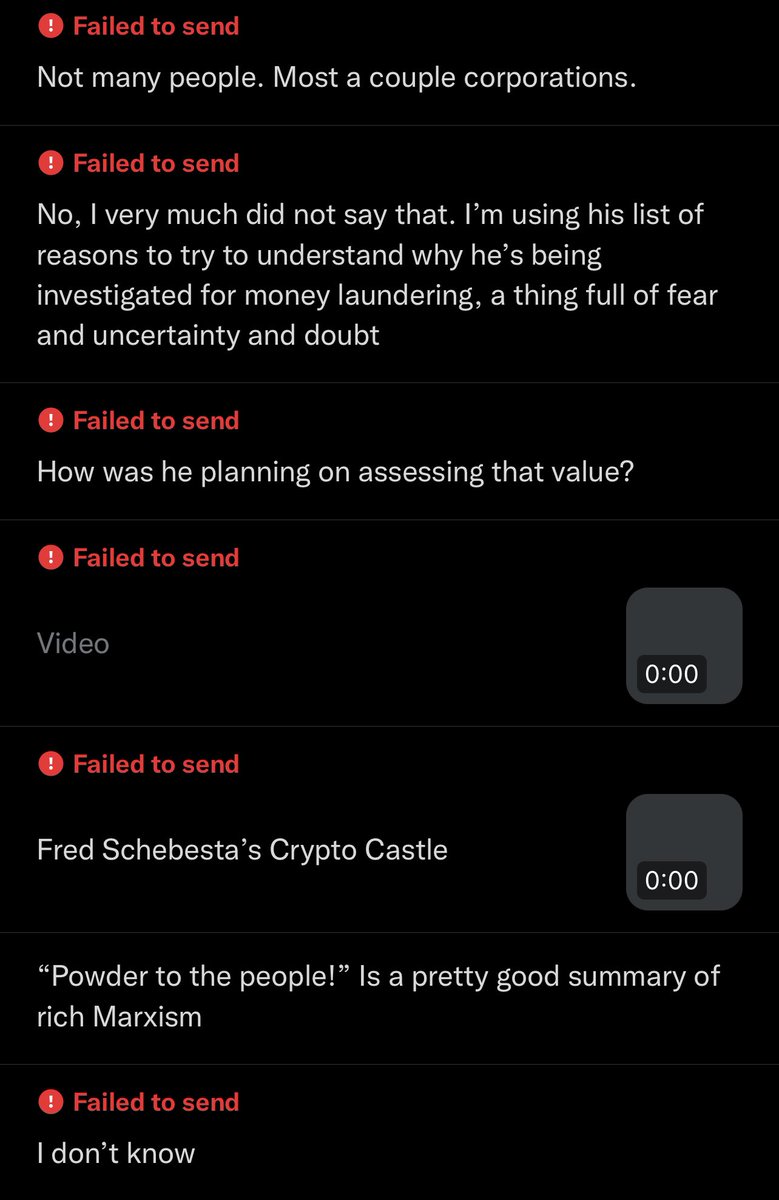 Failed to send
Not many people. Most a couple corporations.
Failed to send
No, I very much did not say that. I’m using his list of
reasons to try to understand why he’s being
investigated for money laundering, a thing full of fear
and uncertainty and doubt
Failed to send
How was he planning on assessing that value?
Failed to send
Video
0:00
Failed to send
Fred Schebesta’s Crypto Castle
0:00
“Powder to the people!” Is a pretty good summary of
rich Marxism
Failed to send
I don’t know